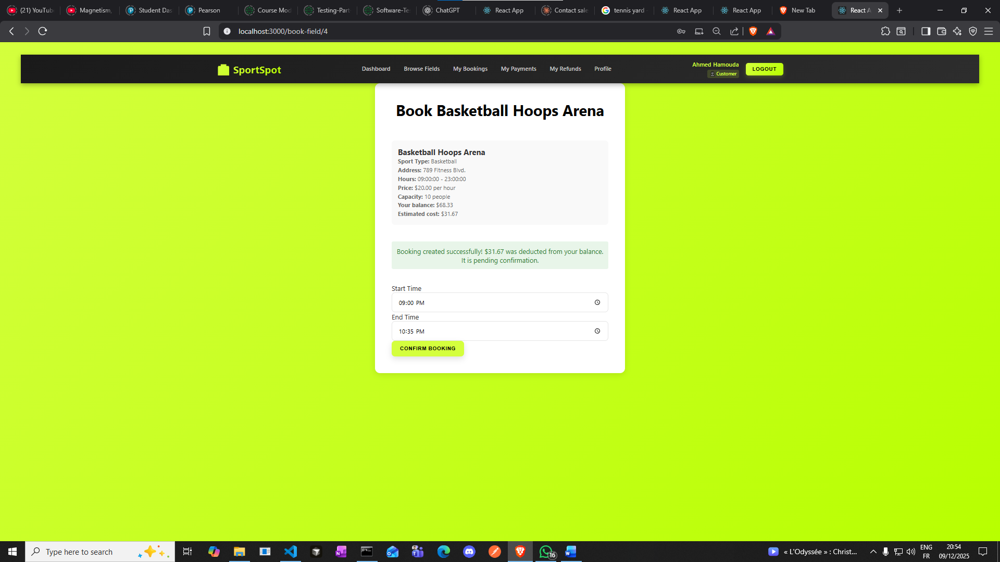 (21) YouTub
Magnetism,
Student Das
Pearson
Course Mod
Testing-Part
Software-Te
ChatGPT
React App
Contact sale
tennis yard
React App
React App
New Tab
React A
localhost:3000/book-field/4
SportSpot
Dashboard
Browse Fields
My Bookings
My Payments
My Refunds
Profile
Ahmed Hamouda
Customer
LOGOUT
Book Basketball Hoops Arena
Basketball Hoops Arena
Sport Type: Basketball
Address: 789 Fitness Blvd.
Hours: 09:00:00 - 23:00:00
Price: $20.00 per hour
Capacity: 10 people
Your balance: $68.33
Estimated cost: $31.67
Booking created successfully! $31.67 was deducted from your balance.
It is pending confirmation.
Start Time
09:00 PM
End Time
10:35 PM
CONFIRM BOOKING
Type here to search
16
« L'Odyssée » : Christ...
ENG
FR
20:54
09/12/2025